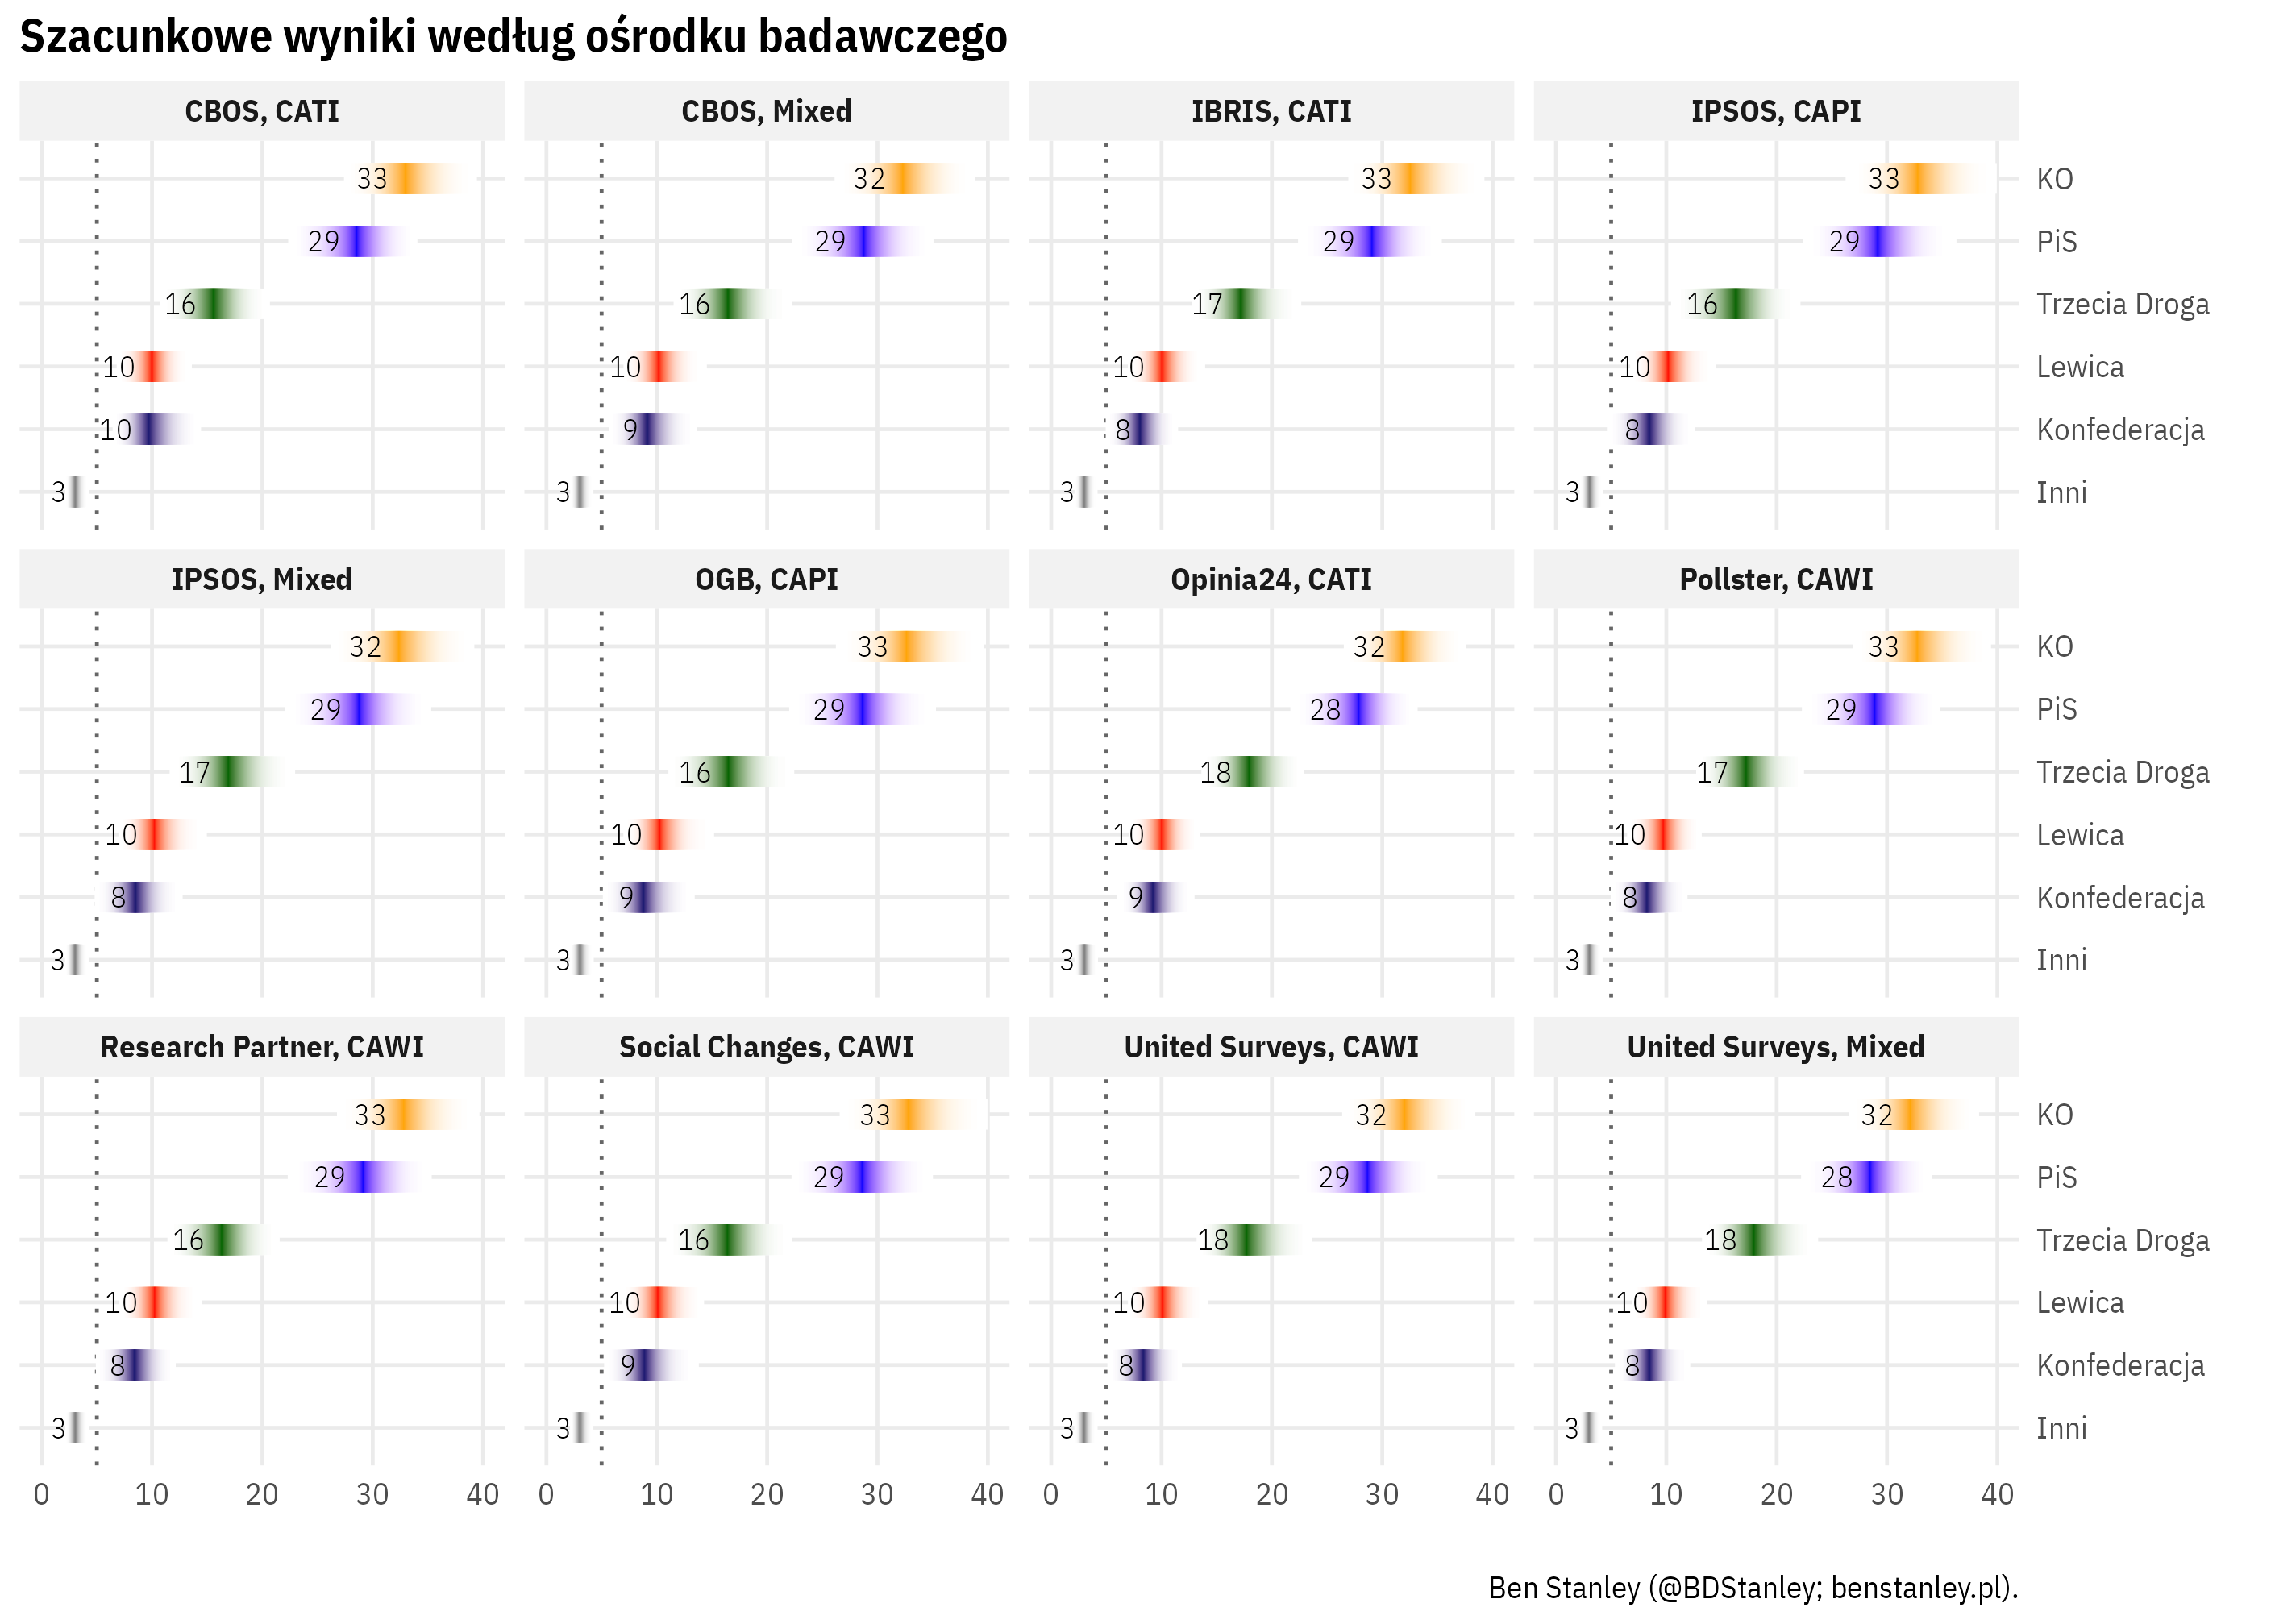 Szacunkowe wyniki według ośrodku badawczego
CBOS, CATI
CBOS, Mixed
IBRIS, CATI
IPSOS, CAPI
33 32 33 33 KO
29 29 29 29 PiS
16 16 17 16 Trzecia Droga
10 10 10 10 Lewica
10 9 8 8 Konfederacja
3 3 3 3 Inni
IPSOS, Mixed
OGB, CAPI
Opinia24, CATI
Pollster, CAWI
32 33 32 33 KO
29 29 28 29 PiS
17 16 18 17 Trzecia Droga
10 10 10 10 Lewica
8 9 9 8 Konfederacja
3 3 3 3 Inni
Research Partner, CAWI
Social Changes, CAWI
United Surveys, CAWI
United Surveys, Mixed
33 33 32 32 KO
29 29 29 28 PiS
16 16 18 18 Trzecia Droga
10 10 10 10 Lewica
8 9 8 8 Konfederacja
3 3 3 3 Inni
0 10 20 30 40 0 10 20 30 40 0 10 20 30 40 0 10 20 30 40
Ben Stanley (@BDStanley; benstanley.pl).